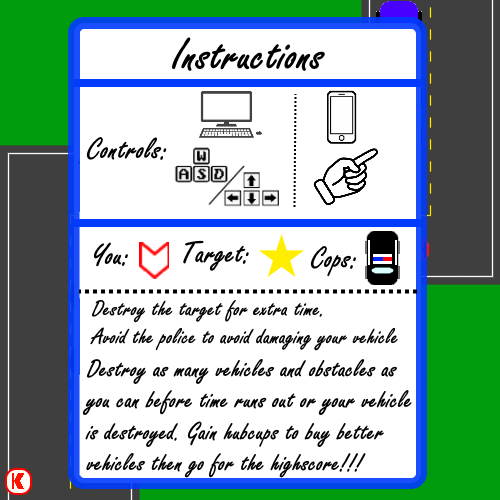 Instructions
Controls:
W
A S D
You: Target: Cops:
Destroy the target for extra time.
Avoid the police to avoid damaging your vehicle
Destroy as many vehicles and obstacles as
you can before time runs out or your vehicle
is destroyed. Gain hubcups to buy better
vehicles then go for the highscore!!!
K